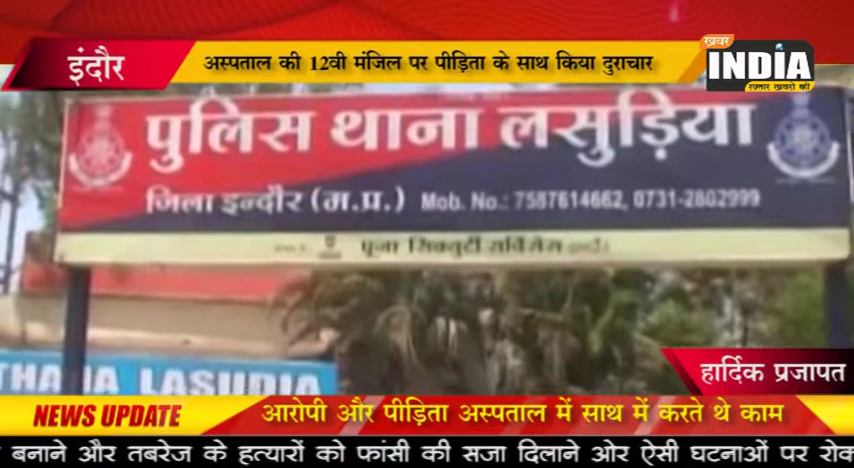 इंदौर
अस्पताल की 12वी मंजिल पर पीड़िता के साथ किया दुराचार
खबर
INDIA
रफ्तार खबरों की
पुलिस थाना लसुड़िया
जिला इन्दौर (म.प्र.) Mob. No.: 7587614662, 0731-2802999
पूजा सिक्युटी सर्विसेस
THANA LASUDIA
हार्दिक प्रजापत
NEWS UPDATE
आरोपी और पीड़िता अस्पताल में साथ में करते थे काम
बनाने और तबरेज के हत्यारों को फांसी की सजा दिलाने ओर ऐसी घटनाओं पर रोक